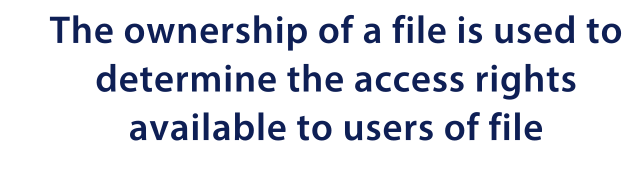 The ownership of a file is used to
determine the access rights
available to users of file